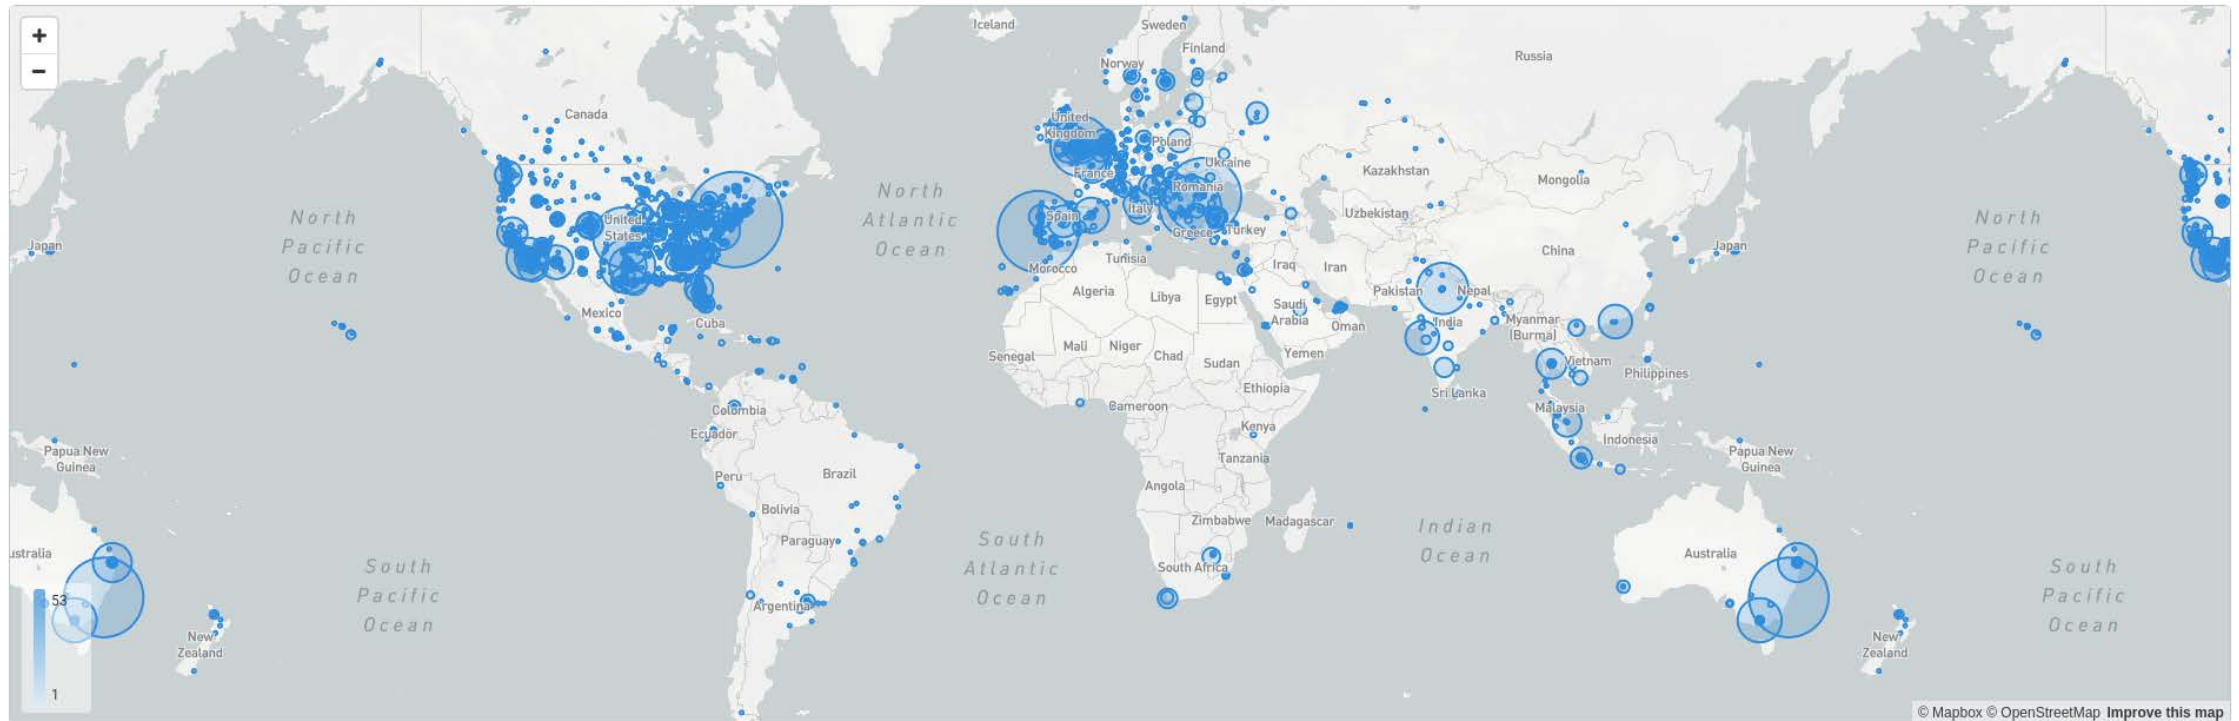 +
−
Iceland
Sweden
Finland
Norway
Russia
Canada
United
Kingdom
Poland
Ukraine
France
Romania
Kazakhstan
Mongolia
North
Pacific
Ocean
United
States
North
Atlantic
Ocean
Spain
Italy
Greece
Turkey
Uzbekistan
North
Pacific
Ocean
Japan
China
Japan
Morocco
Tunisia
Iraq
Iran
Algeria
Libya
Egypt
Saudi
Arabia
Pakistan
Nepal
Mexico
Cuba
Oman
India
Myanmar
(Burma)
Senegal
Mali
Niger
Chad
Sudan
Yemen
Vietnam
Philippines
Ethiopia
Sri Lanka
Colombia
Cameroon
Malaysia
Ecuador
Kenya
Indonesia
Papua New
Guinea
Tanzania
Papua New
Guinea
Peru
Brazil
Angola
Bolivia
Zimbabwe
Madagascar
Indian
Ocean
South
Atlantic
Ocean
ustralia
Paraguay
South Africa
Australia
South
Pacific
Ocean
South
Pacific
Ocean
53
Argentina
New
Zealand
New
Zealand
1
© Mapbox © OpenStreetMap Improve this map